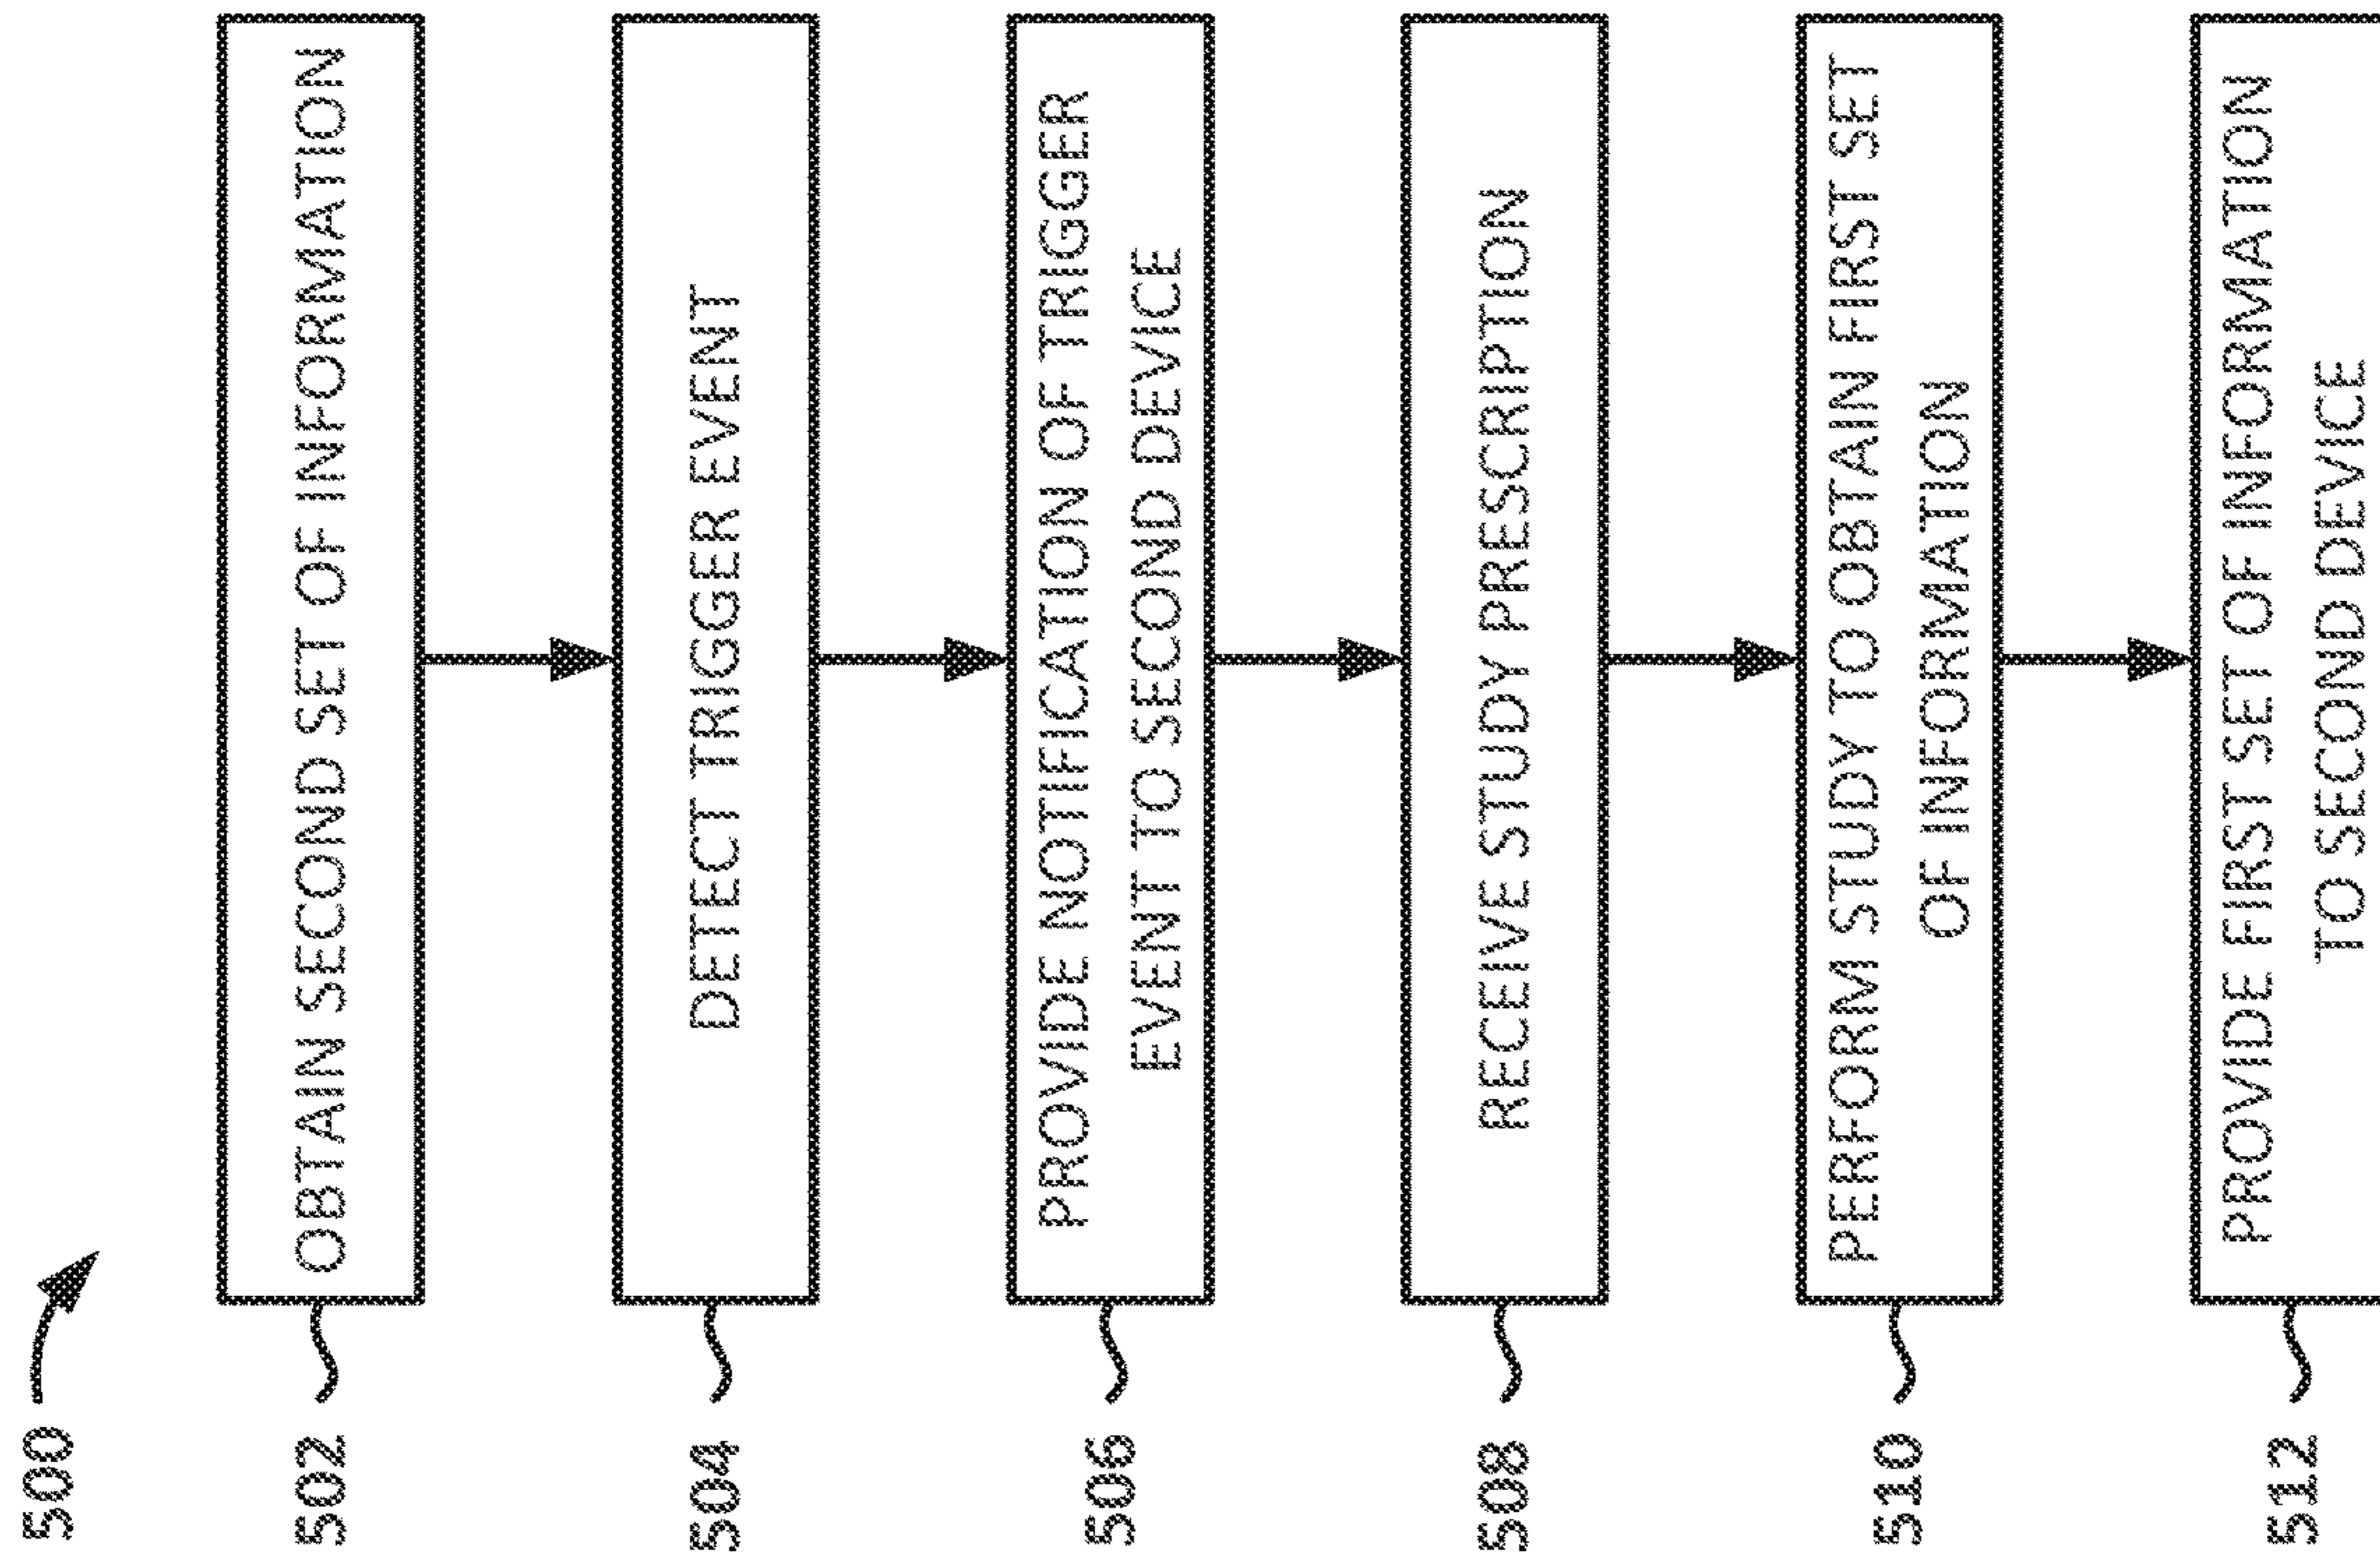 500
502
OBTAIN SECOND SET OF INFORMATION
504
DETECT TRIGGER EVENT
506
PROVIDE NOTIFICATION OF TRIGGER
EVENT TO SECOND DEVICE
508
RECEIVE STUDY PRESCRIPTION
510
PERFORM STUDY TO OBTAIN FIRST SET
OF INFORMATION
512
PROVIDE FIRST SET OF INFORMATION
TO SECOND DEVICE